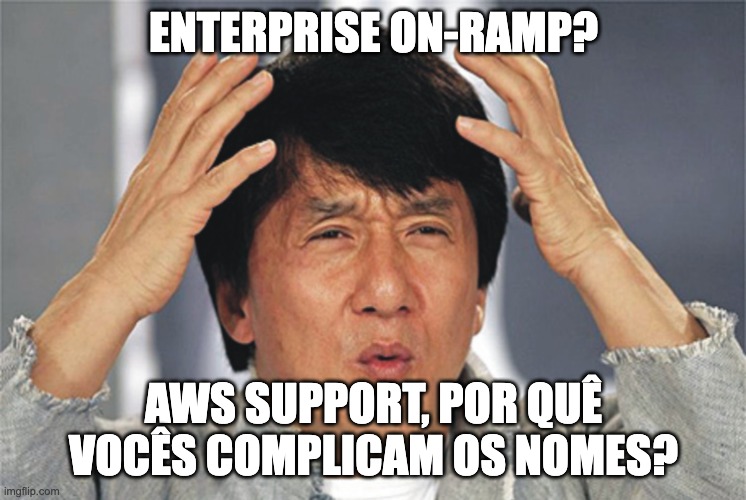 ENTERPRISE ON-RAMP?
AWS SUPPORT, POR QUÊ
VOCÊS COMPLICAM OS NOMES?
imgflip.com